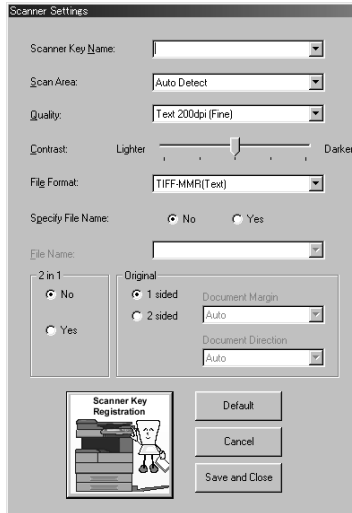 Scanner Settings
Scanner Key Name:
Scan Area: Auto Detect
Quality: Text 200dpi (Fine)
Contrast: Lighter Darker
File Format: TIFF-MMR(Text)
Specify File Name: No Yes
File Name:
2 in 1 Original
No 1 sided Document Margin
Auto
Yes 2 sided
Document Direction
Auto
Scanner Key
Registration
Default
Cancel
Save and Close